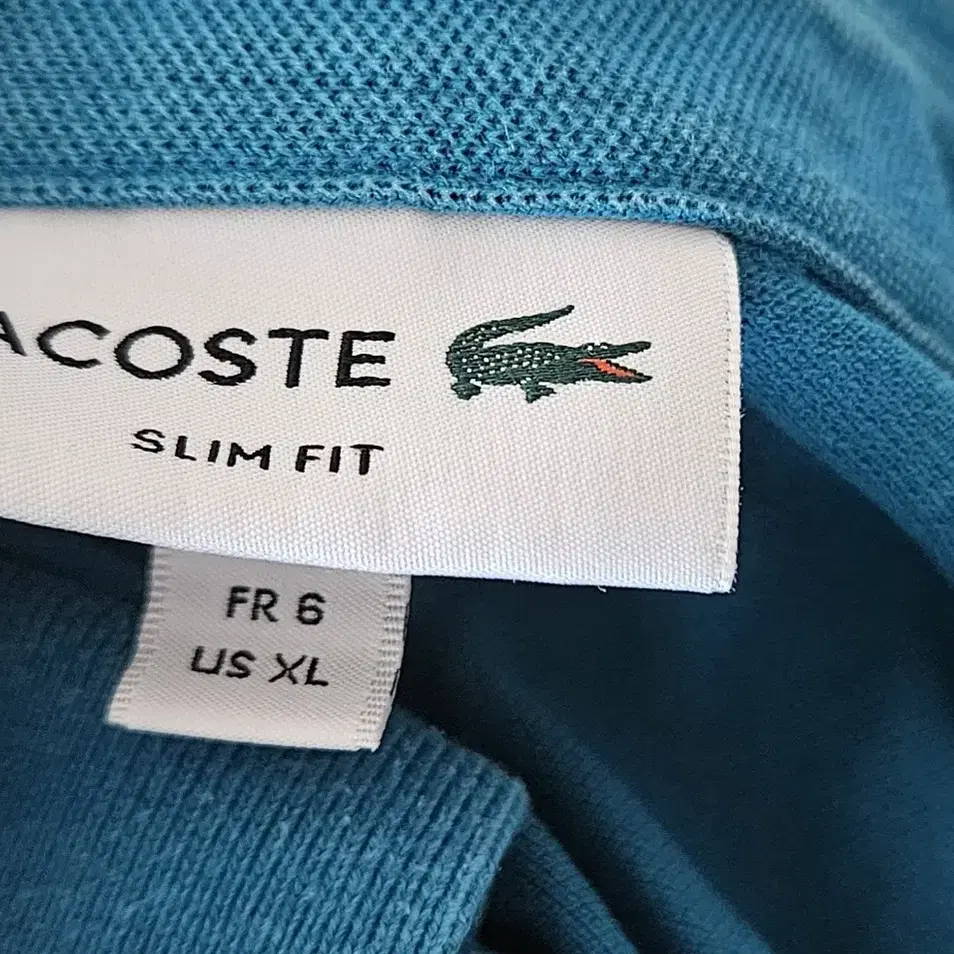 ACOSTE
SLIM FIT
FR 6
US XL